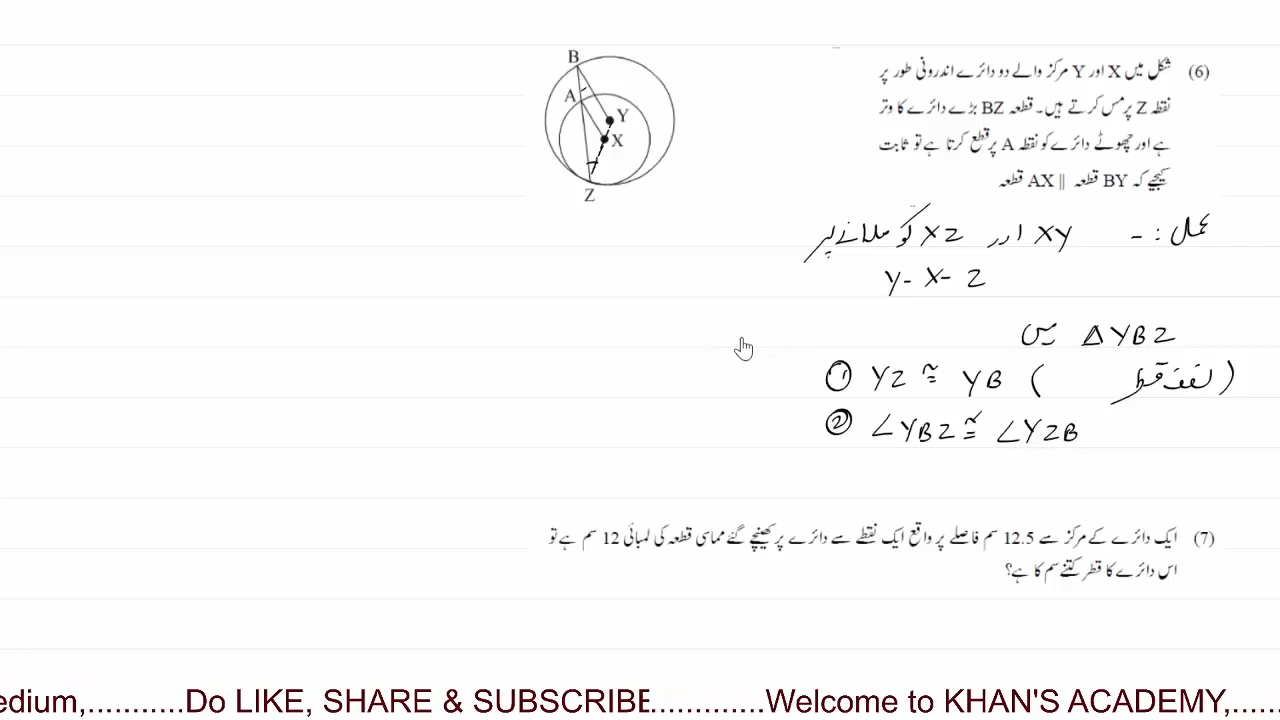 B
A
Y
X
Z
(6) شکل میں X اور Y مرکز والے دو دائرے اندرونی طور پر
نقطہ Z پر مس کرتے ہیں۔ قطعہ BZ بڑے دائرے کا وتر
ہے اور چھوٹے دائرے کو نقطہ A پر قطع کرتا ہے تو ثابت
کیجیے کہ قطعہ AX || قطعہ BY
عمل :- XY اور XZ کو ملانے پر
Y - X - Z
ΔYBZ میں
① YZ ≅ YB (نصف قطر)
② ∠YBZ ≅ ∠YZB
(7) ایک دائرے کے مرکز سے 12.5 سم فاصلے پر واقع ایک نقطے سے دائرے پر کھینچے گئے مماسی قطعہ کی لمبائی 12 سم ہے تو
اس دائرے کا قطر کتنے سم کا ہے؟
edium,...........Do LIKE, SHARE & SUBSCRIBE.............Welcome to KHAN'S ACADEMY,......